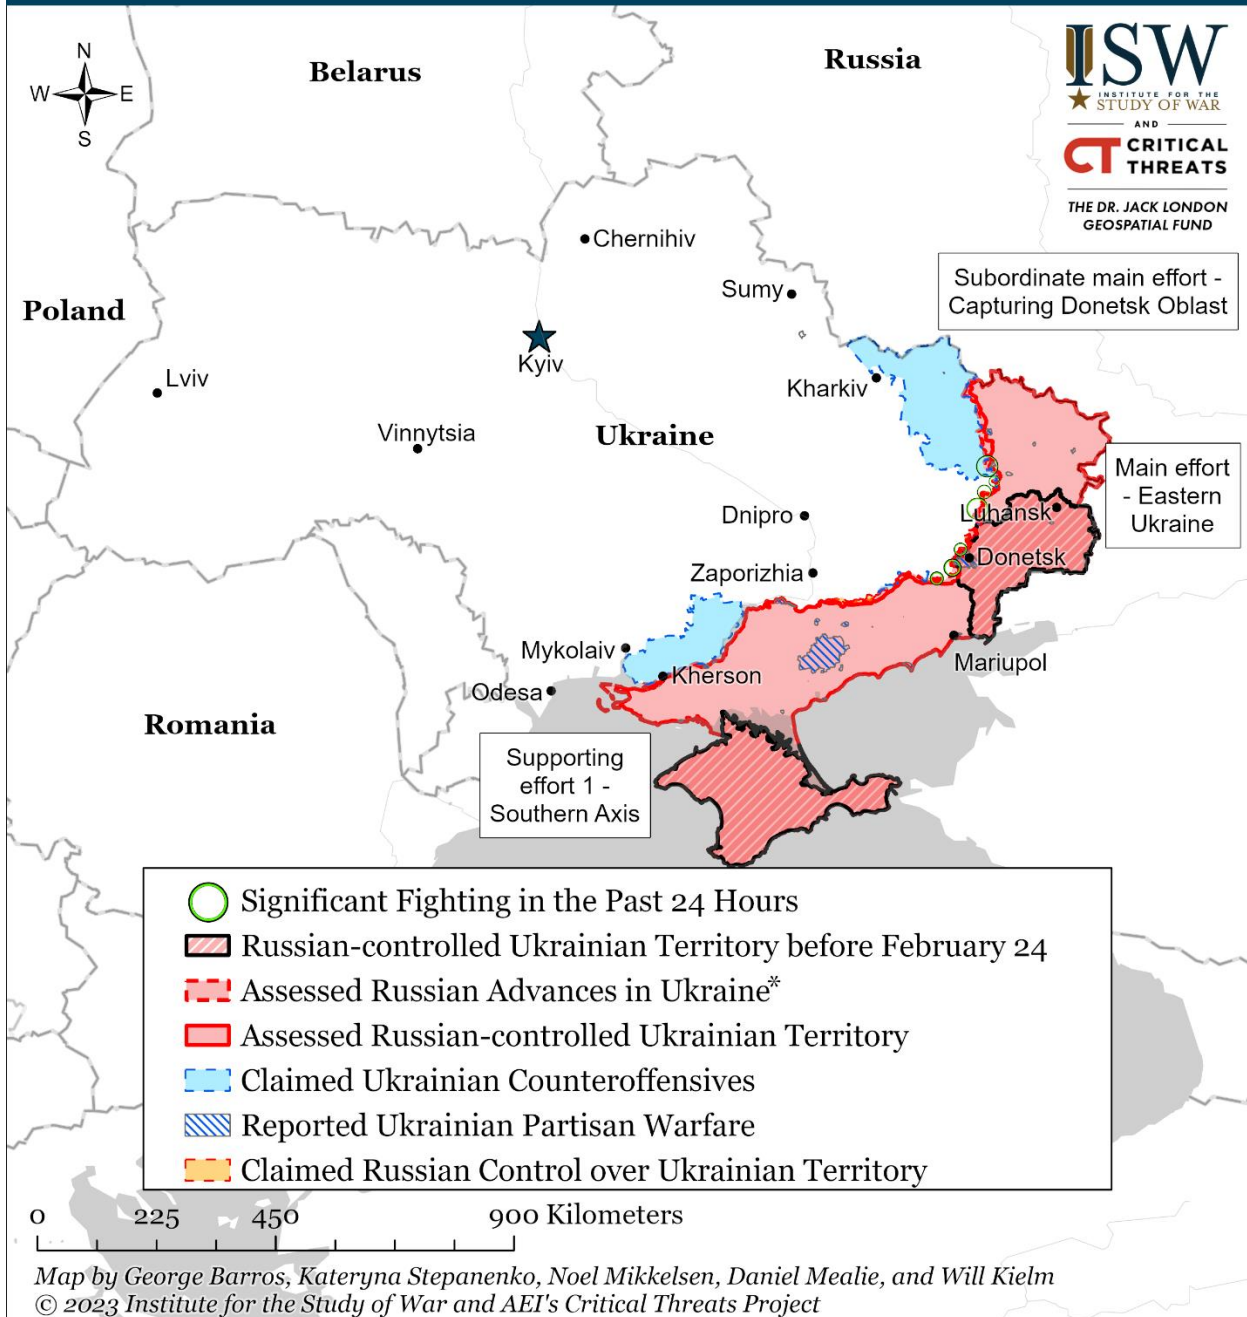 N
W E
S
Belarus
Russia
ISW
INSTITUTE FOR THE
STUDY OF WAR
AND
CT CRITICAL
THREATS
THE DR. JACK LONDON
GEOSPATIAL FUND
Chernihiv
Sumy
Subordinate main effort -
Capturing Donetsk Oblast
Poland
Kyiv
Lviv
Kharkiv
Vinnytsia
Ukraine
Main effort
- Eastern
Ukraine
Dnipro
Luhansk
Donetsk
Zaporizhia
Mykolaiv
Mariupol
Kherson
Odesa
Romania
Supporting
effort 1 -
Southern Axis
Significant Fighting in the Past 24 Hours
Russian-controlled Ukrainian Territory before February 24
Assessed Russian Advances in Ukraine*
Assessed Russian-controlled Ukrainian Territory
Claimed Ukrainian Counteroffensives
Reported Ukrainian Partisan Warfare
Claimed Russian Control over Ukrainian Territory
0 225 450 900 Kilometers
Map by George Barros, Kateryna Stepanenko, Noel Mikkelsen, Daniel Mealie, and Will Kielm
© 2023 Institute for the Study of War and AEI's Critical Threats Project